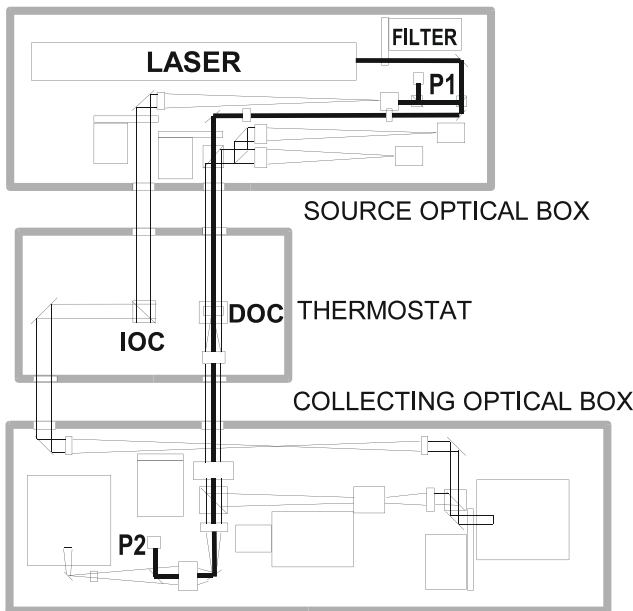 FILTER
LASER
P1
SOURCE OPTICAL BOX
DOC
THERMOSTAT
IOC
COLLECTING OPTICAL BOX
P2